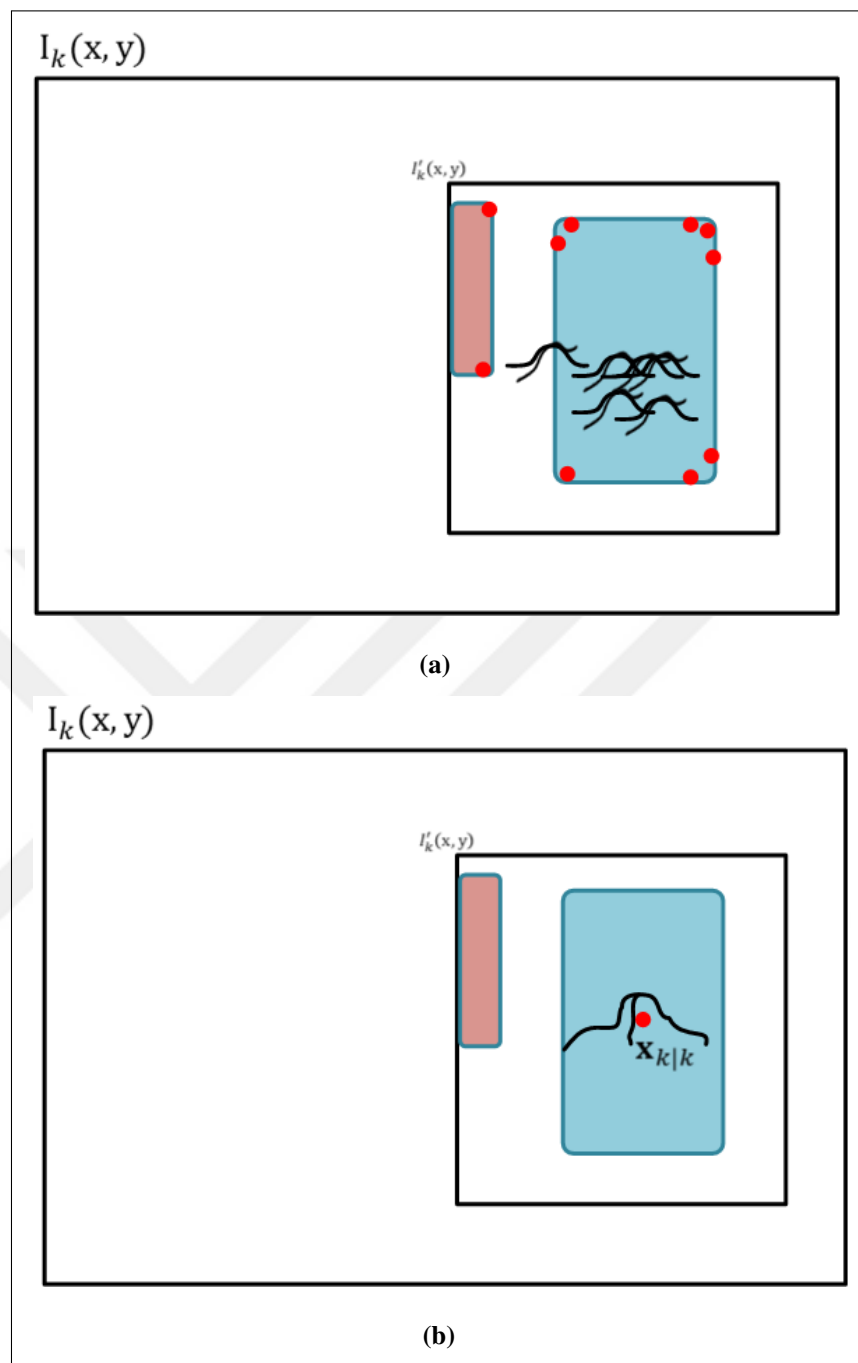 I_k(x, y)
I'_k(x, y)
(a)
I_k(x, y)
I'_k(x, y)
x_{k|k}
(b)